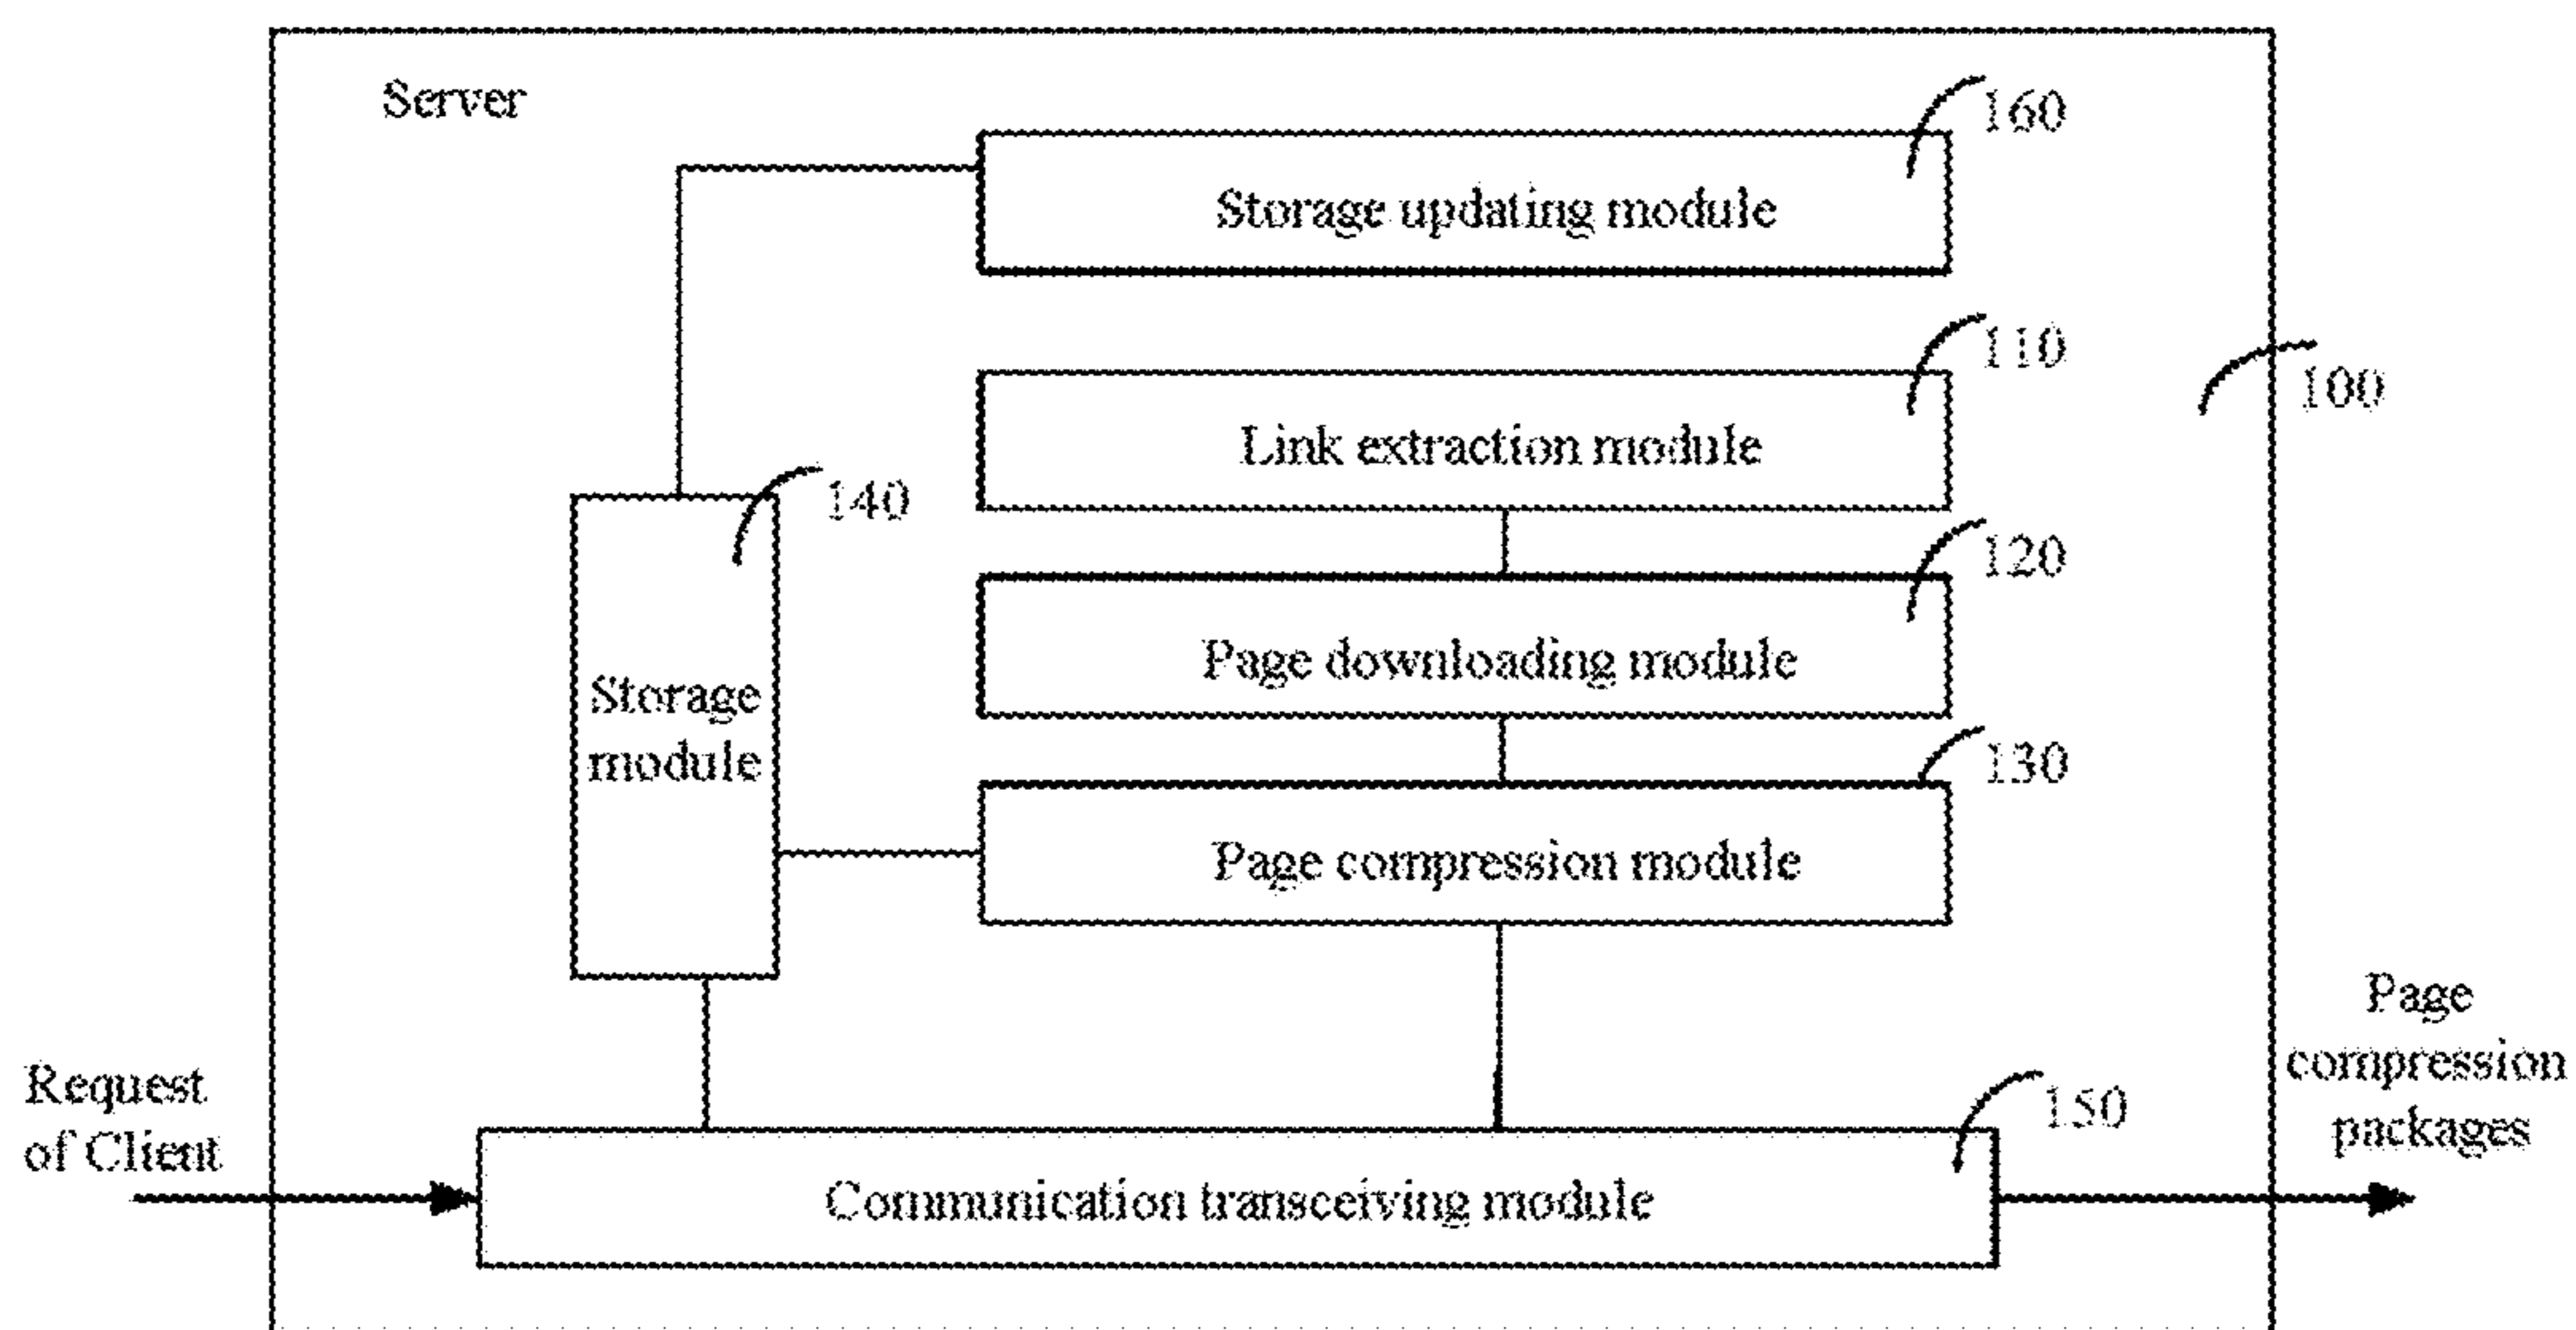 Server
160
Storage updating module
110
Link extraction module
100
140
120
Storage
module
Page downloading module
130
Page compression module
Request
of Client
Page
compression
packages
150
Communication transceiving module